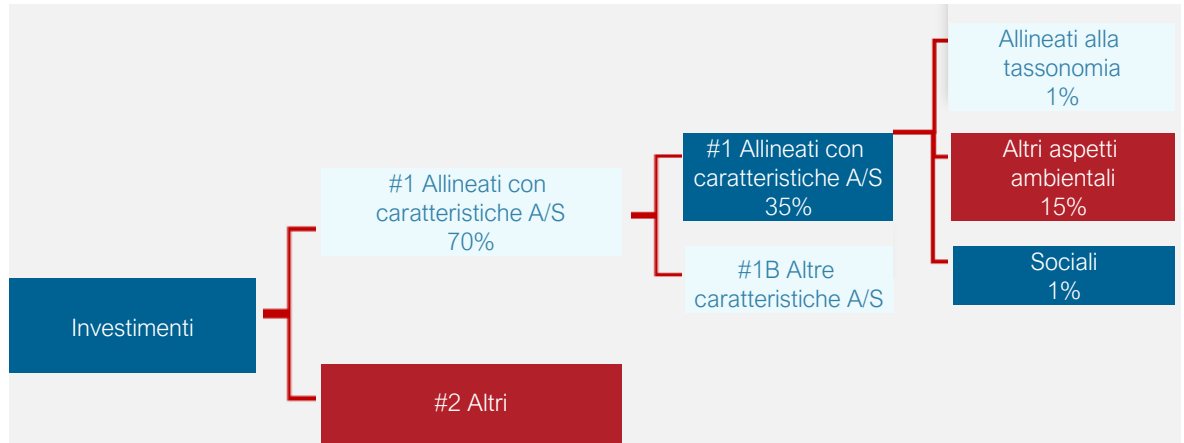 Investimenti
#1 Allineati con
caratteristiche A/S
70%
#2 Altri
#1 Allineati con
caratteristiche A/S
35%
#1B Altre
caratteristiche A/S
Allineati alla
tassonomia
1%
Altri aspetti
ambientali
15%
Sociali
1%